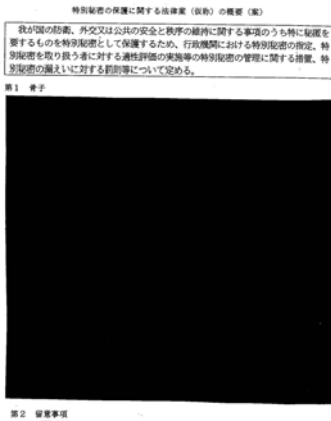 特別秘密の保護に関する法律案（仮称）の概要（案）
我が国の防衛、外交又は公共の安全と秩序の維持に関する事項のうち特に秘匿を
要するものを特別秘密として保護するため、行政機関における特別秘密の指定、特
別秘密を取り扱う者に対する適性評価の実施等の特別秘密の管理に関する措置、特
別秘密の漏えいに対する罰則等について定める。
第１　骨子
第２　留意事項